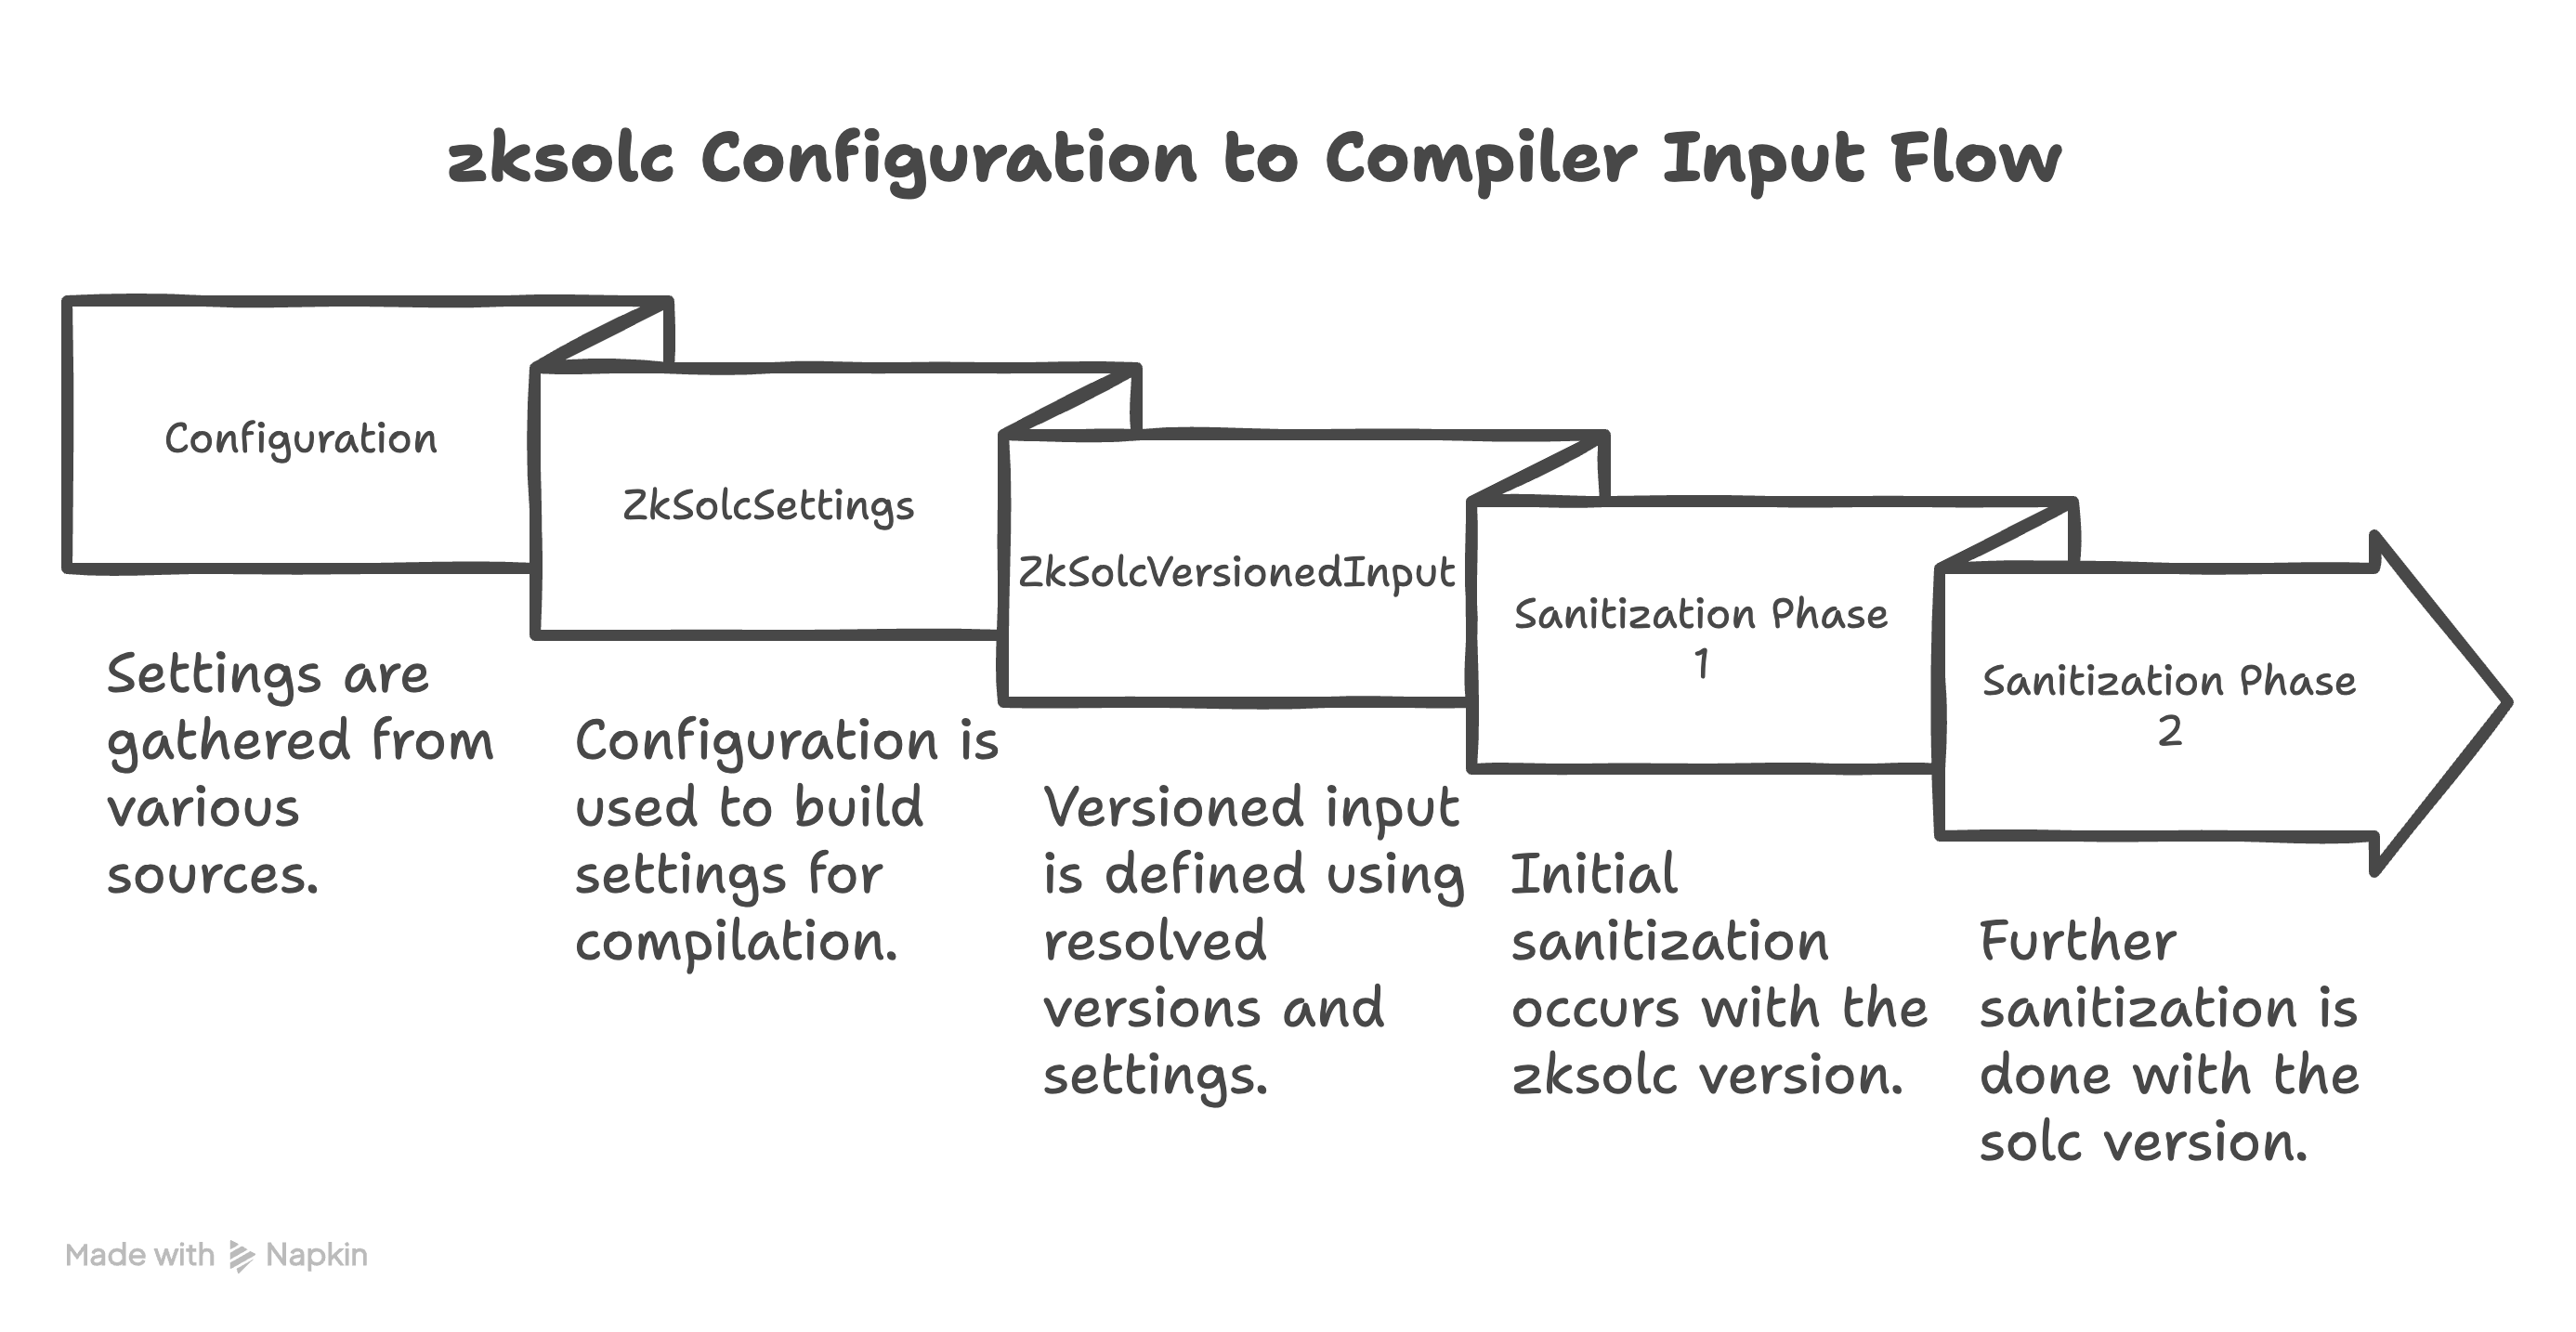 zksolc Configuration to Compiler Input Flow
Configuration
Settings are
gathered from
various
sources.
ZkSolcSettings
Configuration is
used to build
settings for
compilation.
ZkSolcVersionedInput
Versioned input
is defined using
resolved
versions and
settings.
Sanitization Phase
1
Initial
sanitization
occurs with the
zksolc version.
Sanitization Phase
2
Further
sanitization is
done with the
solc version.
Made with Napkin